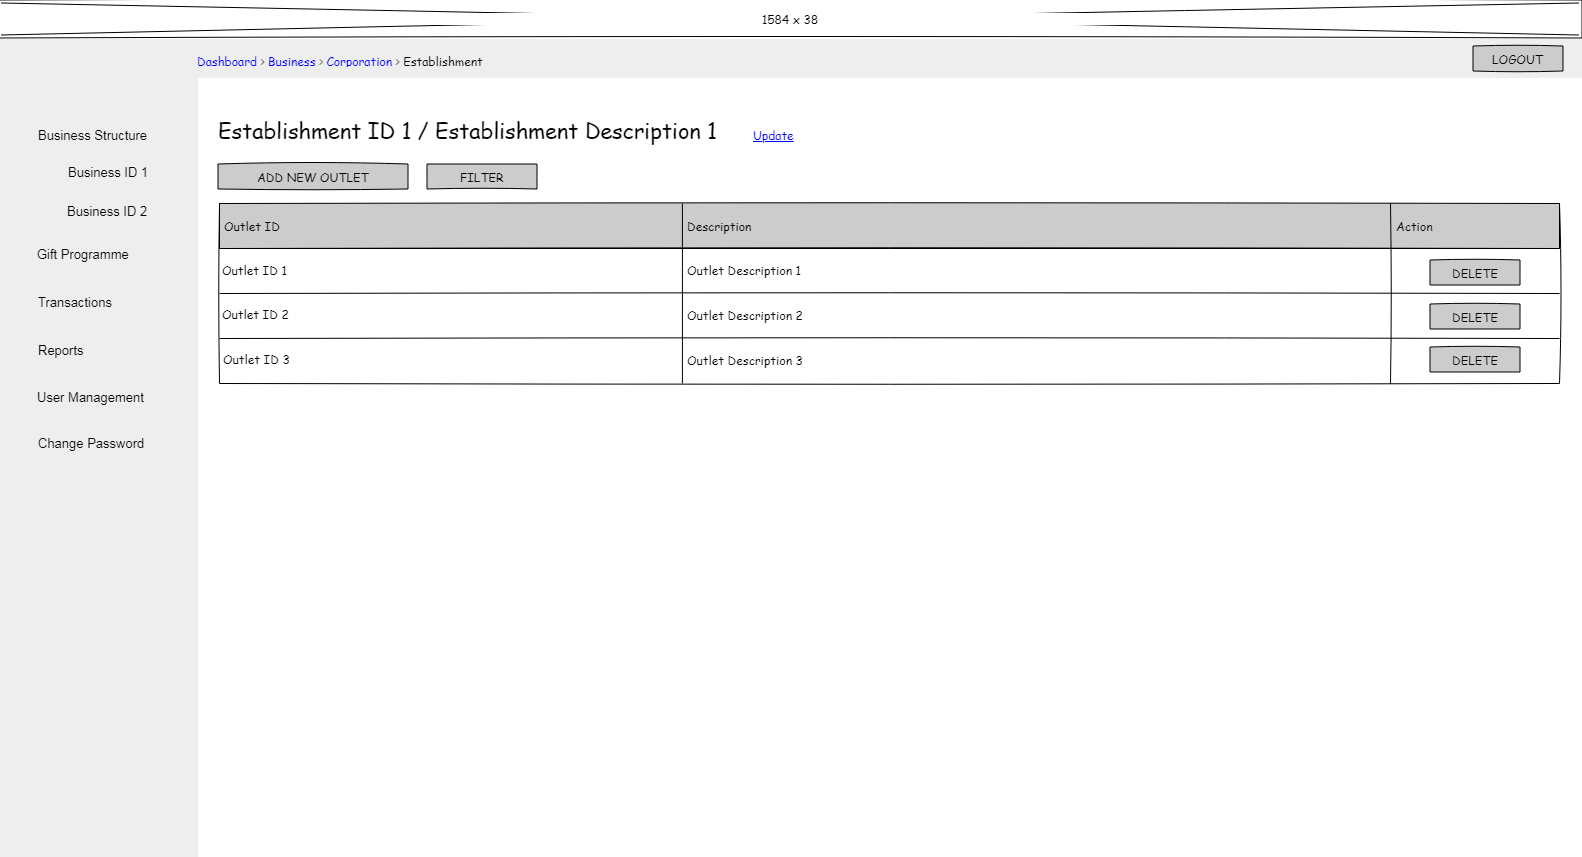 1584 x 38
Dashboard > Business > Corporation > Establishment
LOGOUT
Business Structure
Business ID 1
Business ID 2
Gift Programme
Transactions
Reports
User Management
Change Password
Establishment ID 1 / Establishment Description 1 Update
ADD NEW OUTLET FILTER
Outlet ID Description Action
Outlet ID 1 Outlet Description 1 DELETE
Outlet ID 2 Outlet Description 2 DELETE
Outlet ID 3 Outlet Description 3 DELETE